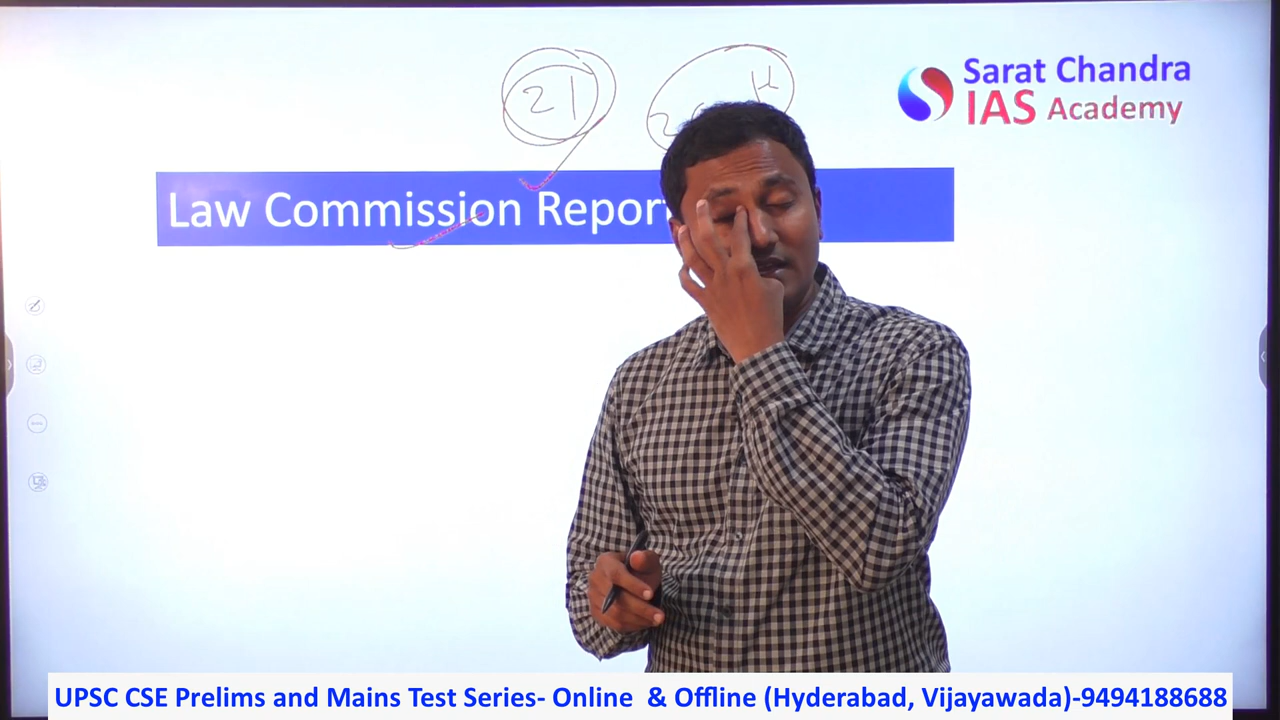 21
Sarat Chandra
IAS Academy
Law Commission Repor
UPSC CSE Prelims and Mains Test Series- Online & Offline (Hyderabad, Vijayawada)-9494188688